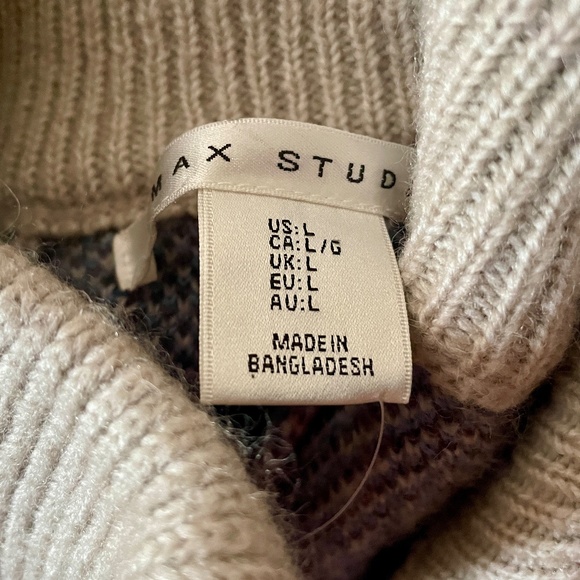 MAX STUD
US: L
CA: L/G
UK: L
EU: L
AU: L
MADE IN
BANGLADESH